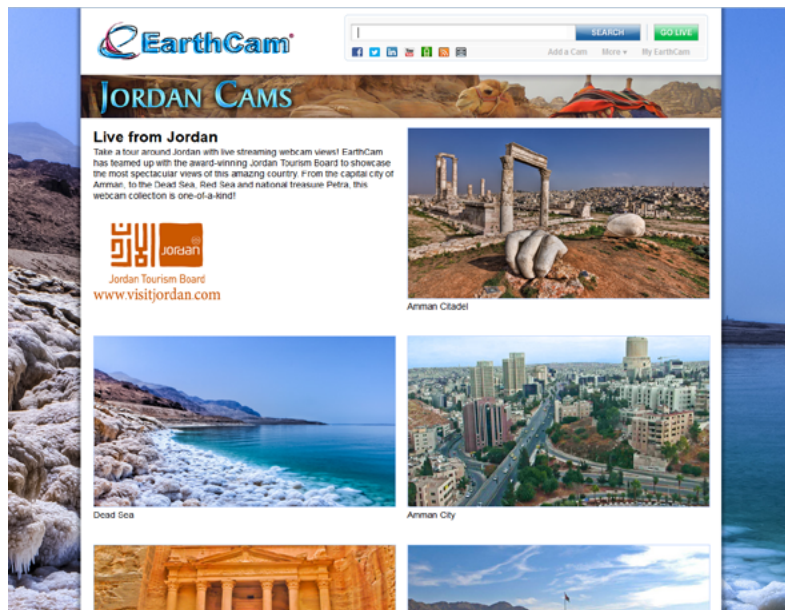 EarthCam
SEARCH
GO LIVE
Add a Cam More ▾ My EarthCam
JORDAN CAMS
Live from Jordan
Take a tour around Jordan with live streaming webcam views! EarthCam
has teamed up with the award-winning Jordan Tourism Board to showcase
the most spectacular views of this amazing country. From the capital city of
Amman, to the Dead Sea, Red Sea and national treasure Petra, this
webcam collection is one-of-a-kind!
الأردن
JORDAN
Jordan Tourism Board
www.visitjordan.com
Amman Citadel
Dead Sea
Amman City